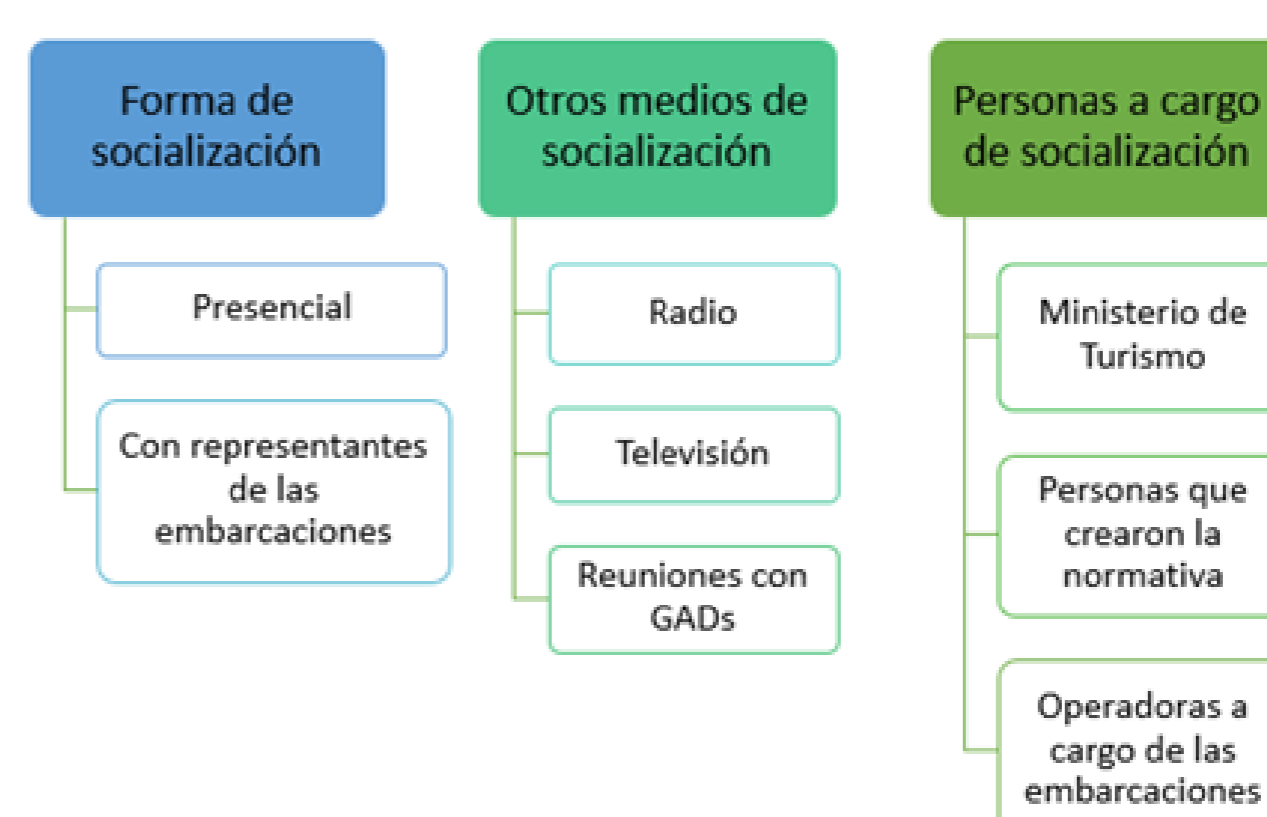 Forma de
socialización
Presencial
Con representantes
de las
embarcaciones
Otros medios de
socialización
Radio
Televisión
Reuniones con
GADs
Personas a cargo
de socialización
Ministerio de
Turismo
Personas que
crearon la
normativa
Operadoras a
cargo de las
embarcaciones